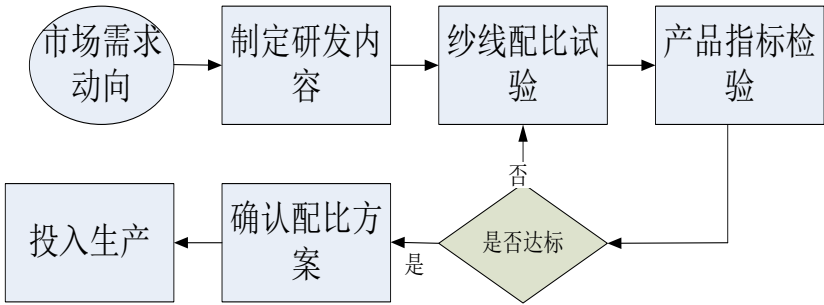 市场需求
动向
制定研发内
容
纱线配比试
验
产品指标检
验
否
投入生产
确认配比方
案
是
是否达标